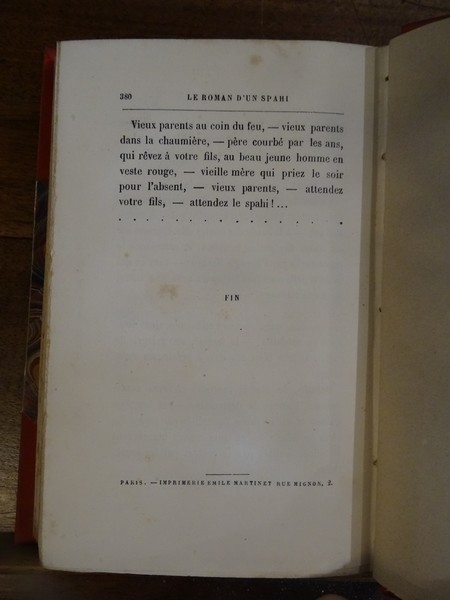 380 LE ROMAN D'UN SPAHI
Vieux parents au coin du feu, — vieux parents
dans la chaumière, — père courbé par les ans,
qui rêvez à votre fils, au beau jeune homme en
veste rouge, — vieille mère qui priez le soir
pour l'absent, — vieux parents, — attendez
votre fils, — attendez le spahi!...
. . . . . . . . . . . . . . . .
FIN
PARIS. — IMPRIMERIE EMILE MARTINET RUE MIGNON, 2.